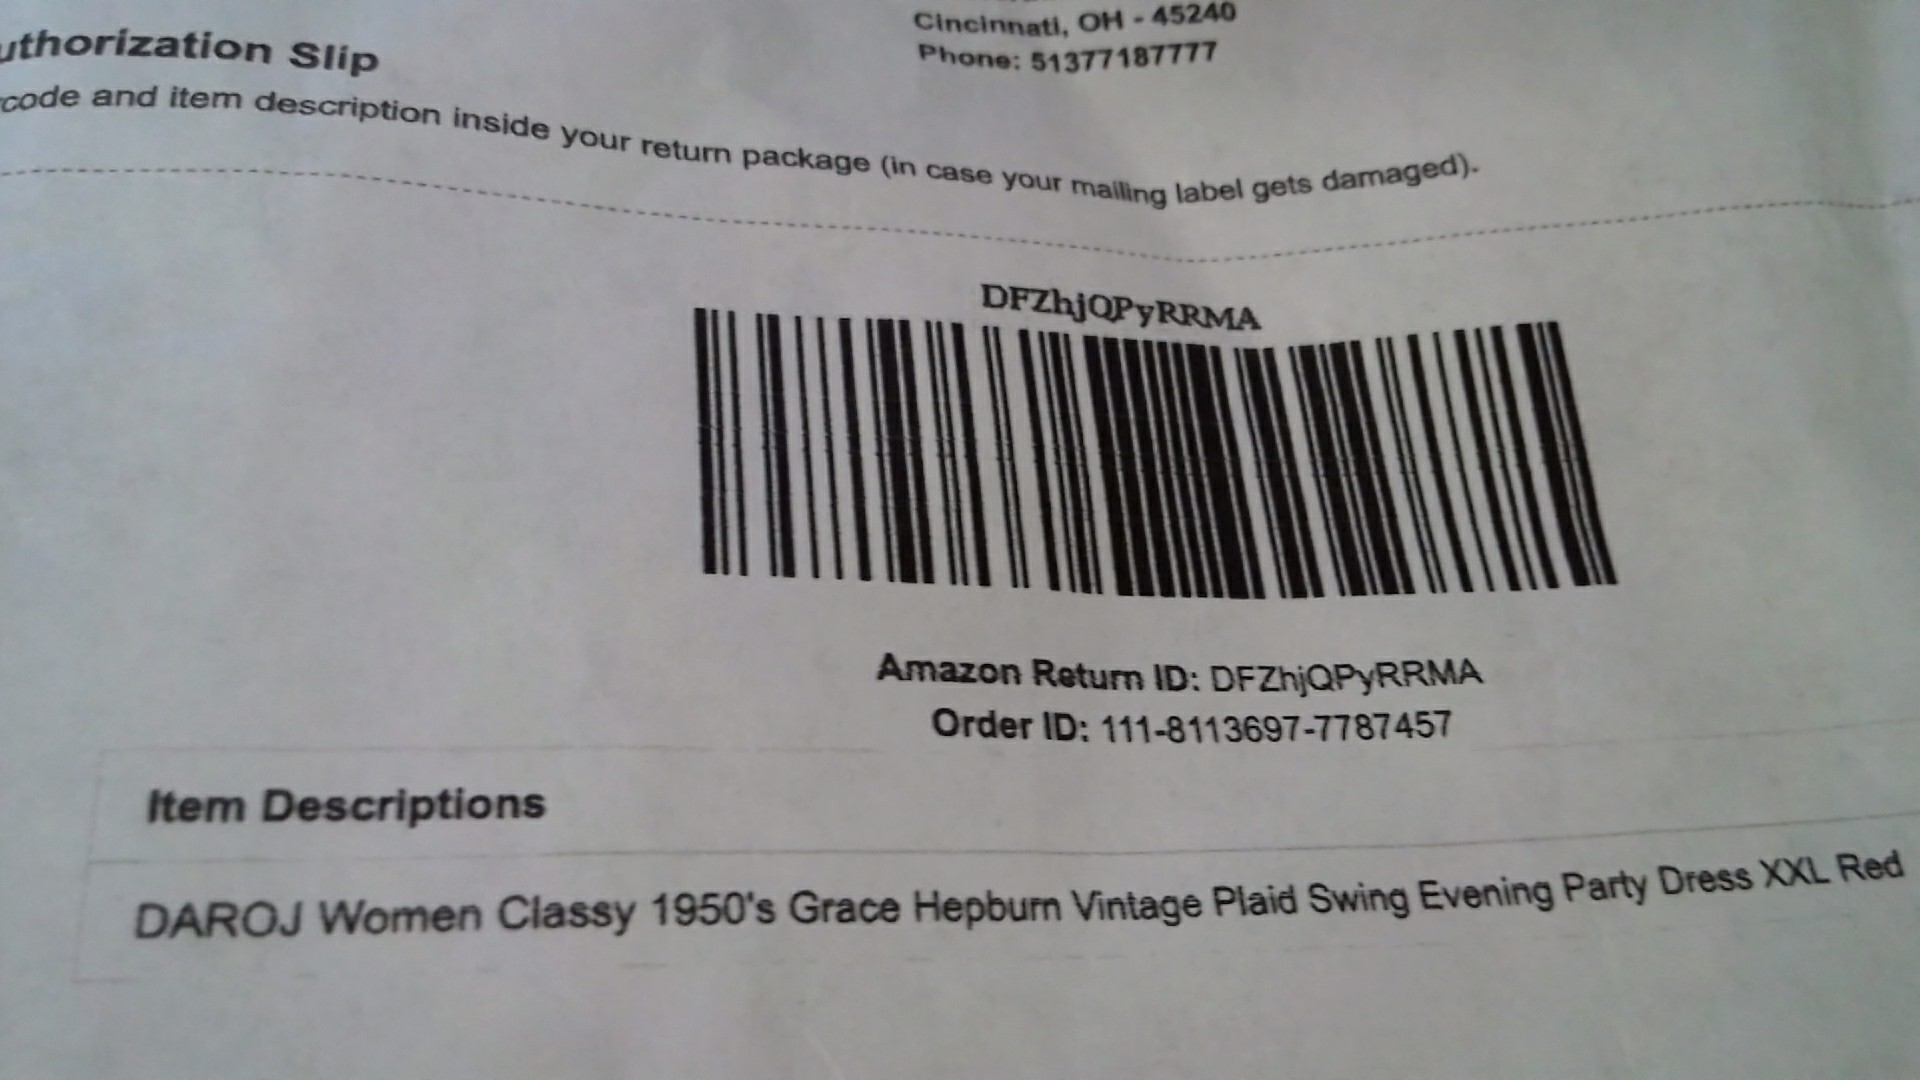 Cincinnati, OH - 45240
Phone: 51377187777
uthorization Slip
code and item description inside your return package (in case your mailing label gets damaged).
DFZhjQPyRRMA
Amazon Return ID: DFZhjQPyRRMA
Order ID: 111-8113697-7787457
Item Descriptions
DAROJ Women Classy 1950's Grace Hepburn Vintage Plaid Swing Evening Party Dress XXL Red